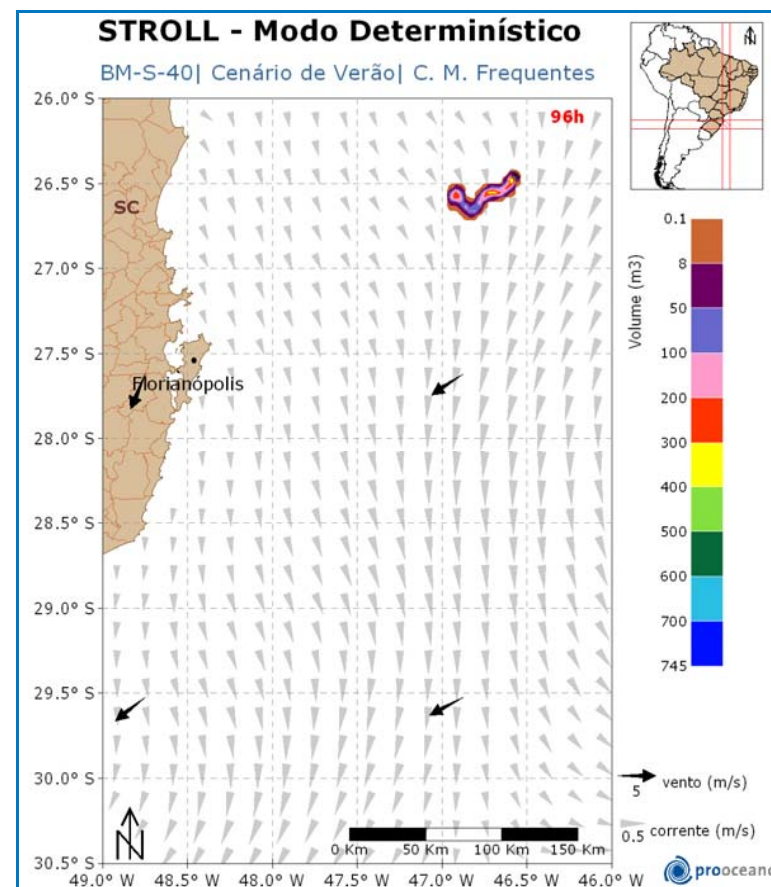 STROLL - Modo Determinístico
BM-S-40| Cenário de Verão| C. M. Frequentes
N
26.0° S
96h
26.5° S
SC
27.0° S
27.5° S
Florianópolis
28.0° S
28.5° S
29.0° S
29.5° S
30.0° S
30.5° S
N
0 Km 50 Km 100 Km 150 Km
49.0° W 48.5° W 48.0° W 47.5° W 47.0° W 46.5° W 46.0° W
Volume (m3)
0.1
8
50
100
200
300
400
500
600
700
745
5 vento (m/s)
0.5 corrente (m/s)
prooceano